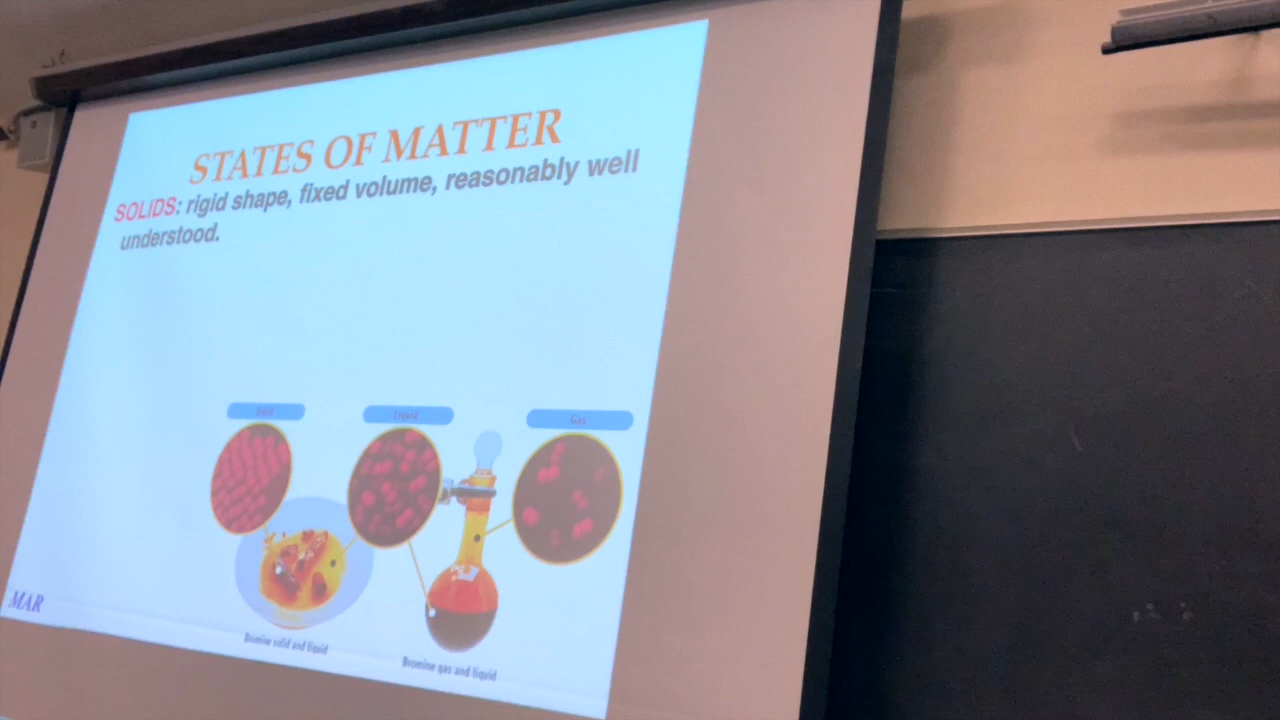 STATES OF MATTER
SOLIDS: rigid shape, fixed volume, reasonably well
understood.
Solid
Liquid
Gas
Bromine solid and liquid
Bromine gas and liquid
MAR